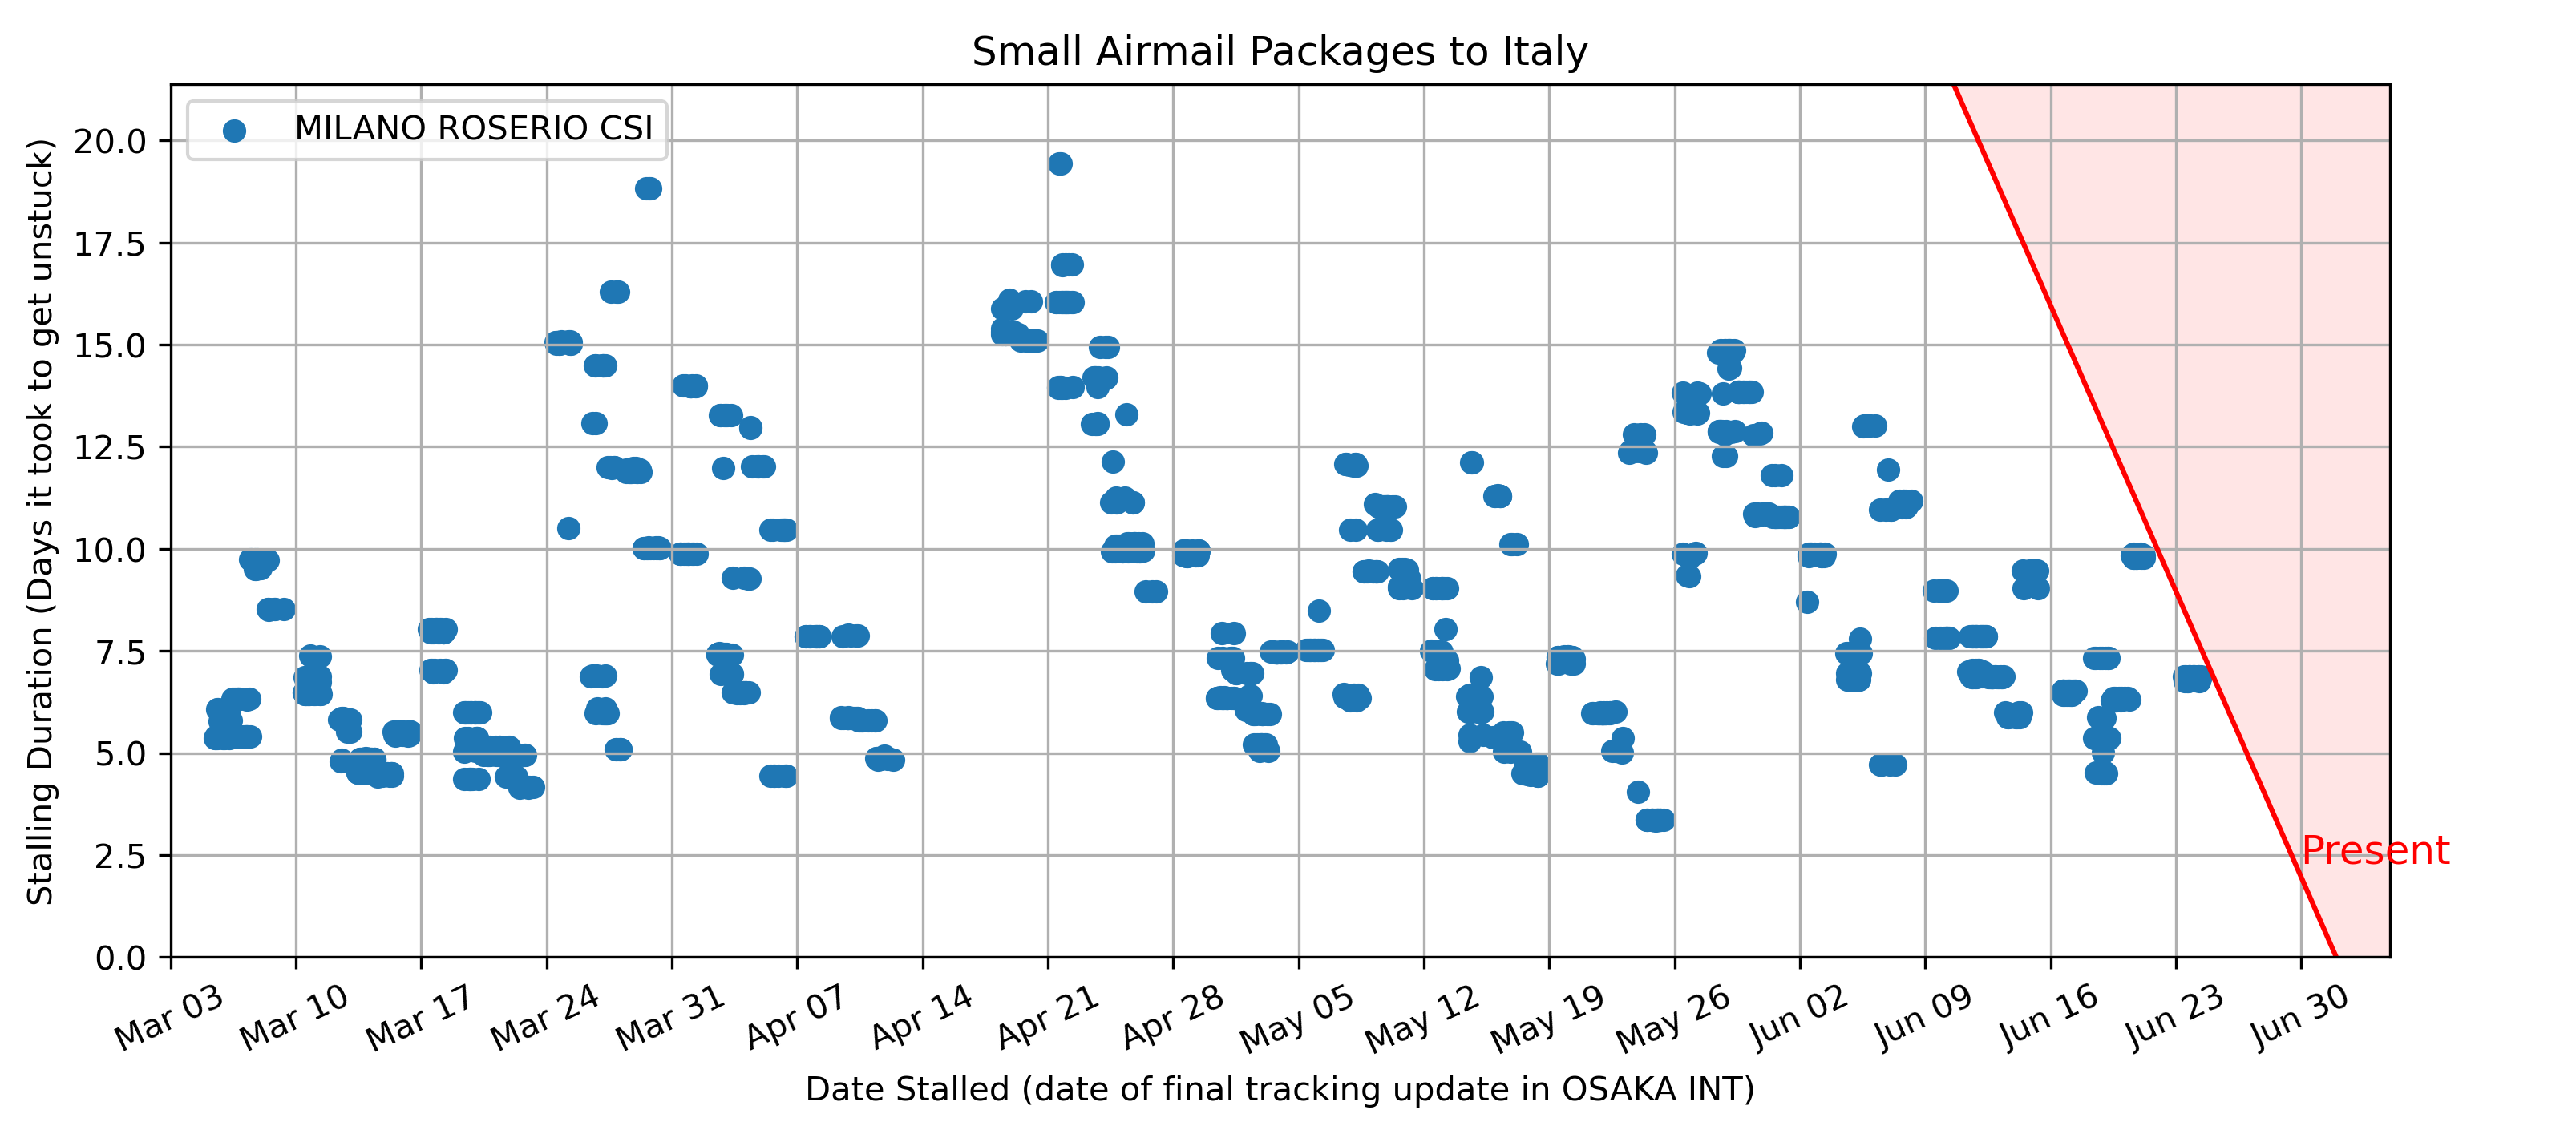 Small Airmail Packages to Italy
MILANO ROSERIO CSI
Stalling Duration (Days it took to get unstuck)
20.0
17.5
15.0
12.5
10.0
7.5
5.0
2.5
0.0
Present
Mar 03
Mar 10
Mar 17
Mar 24
Mar 31
Apr 07
Apr 14
Apr 21
Apr 28
May 05
May 12
May 19
May 26
Jun 02
Jun 09
Jun 16
Jun 23
Jun 30
Date Stalled (date of final tracking update in OSAKA INT)